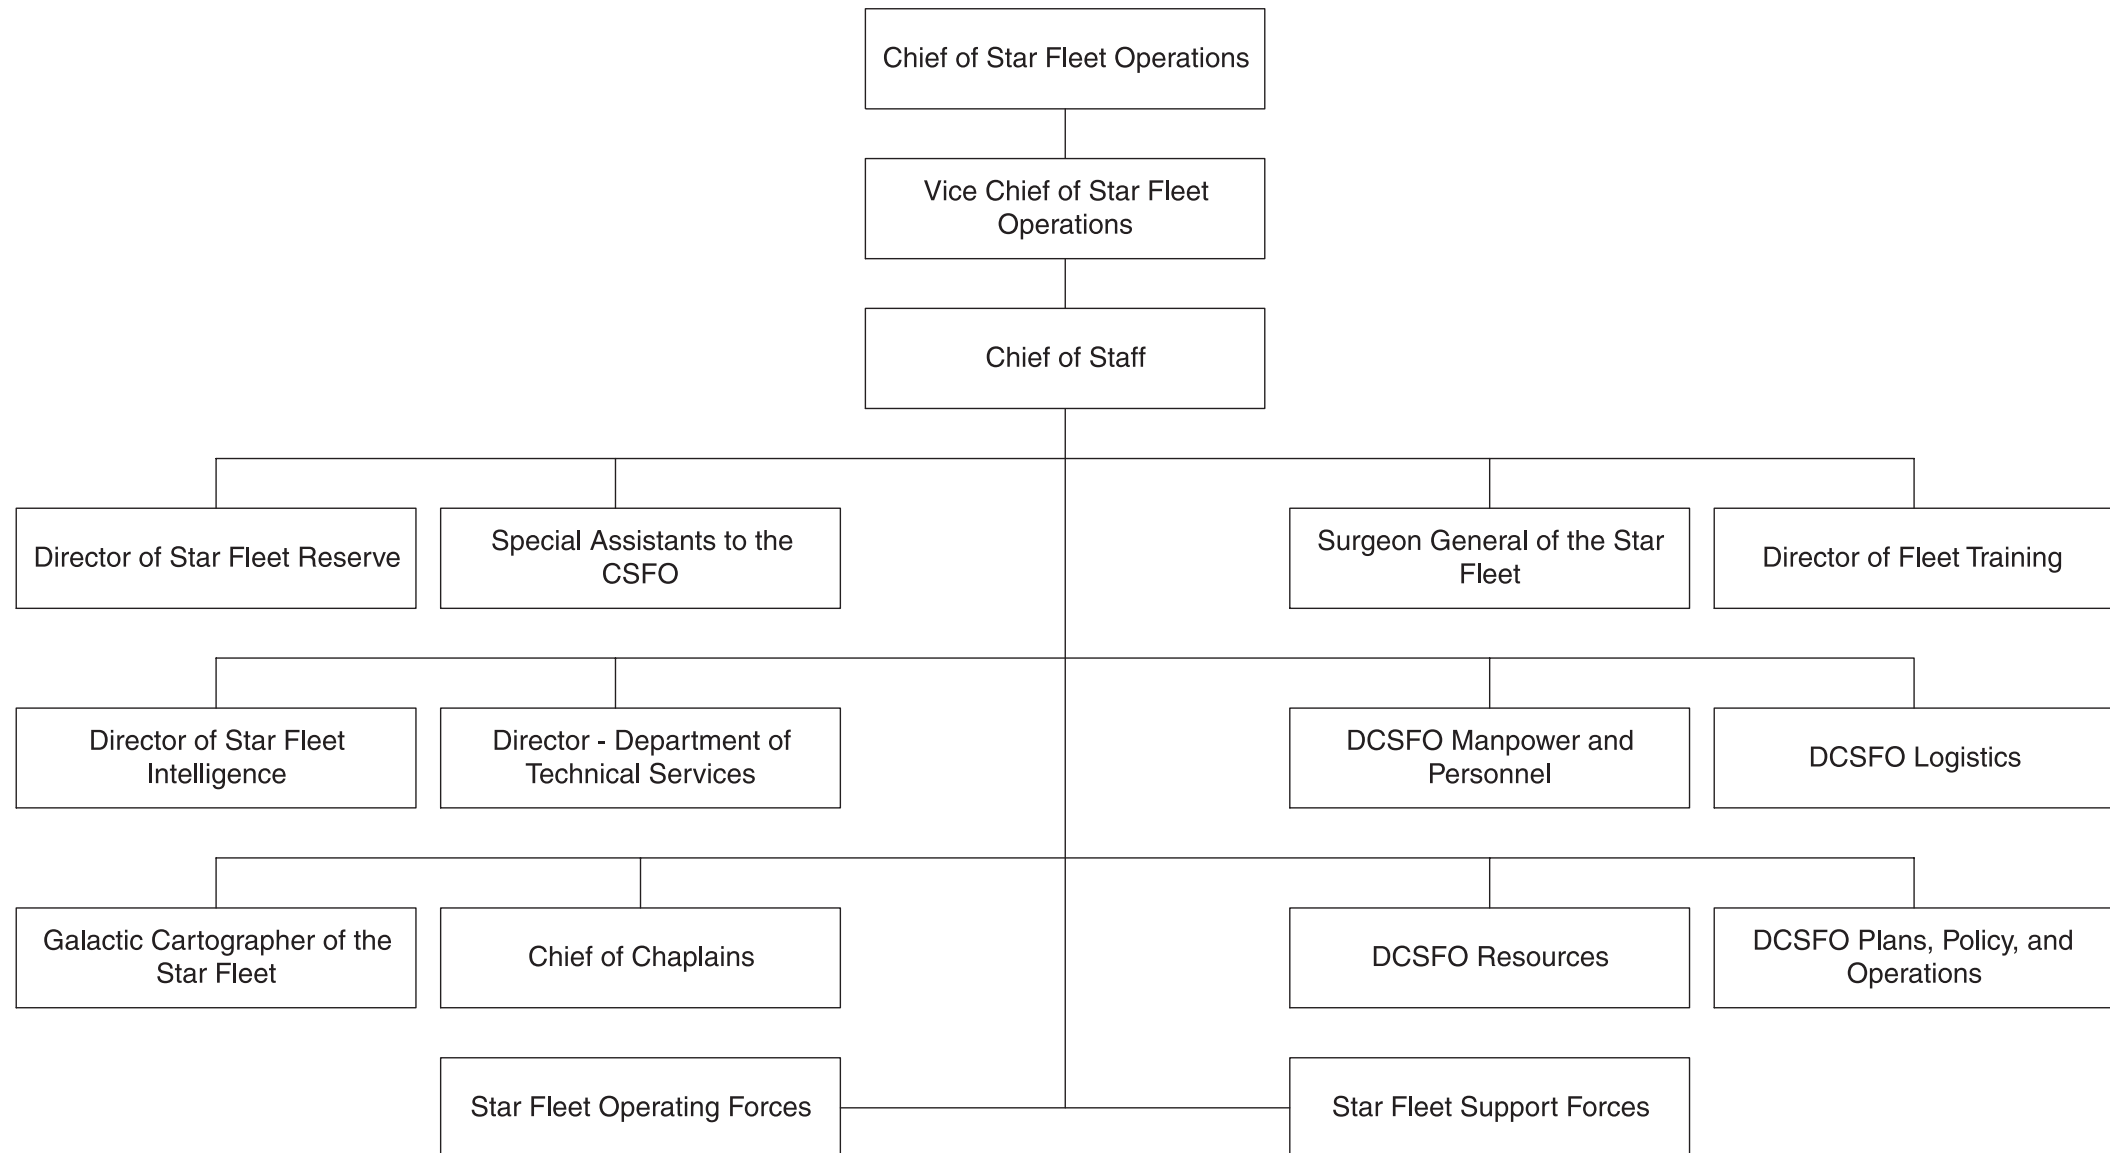 Chief of Star Fleet Operations
Vice Chief of Star Fleet
Operations
Chief of Staff
Director of Star Fleet Reserve
Special Assistants to the
CSFO
Surgeon General of the Star
Fleet
Director of Fleet Training
Director of Star Fleet
Intelligence
Director - Department of
Technical Services
DCSFO Manpower and
Personnel
DCSFO Logistics
Galactic Cartographer of the
Star Fleet
Chief of Chaplains
DCSFO Resources
DCSFO Plans, Policy, and
Operations
Star Fleet Operating Forces
Star Fleet Support Forces